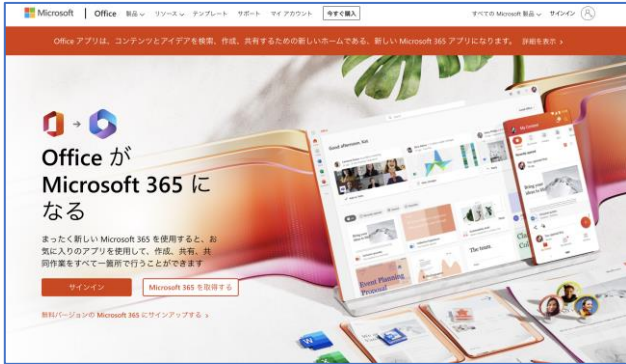 Microsoft Office 製品 リソース テンプレート サポート マイ アカウント 今すぐ購入 すべての Microsoft 製品 サインイン
Office アプリは、コンテンツとアイデアを検索、作成、共有するための新しいホームである、新しい Microsoft 365 アプリになります。 詳細を表示 >
Office が
Microsoft 365 に
なる
まったく新しい Microsoft 365 を使用すると、お
気に入りのアプリを使用して、作成、共有、共
同作業をすべて一箇所で行うことができます
サインイン Microsoft 365 を取得する
無料バージョンの Microsoft 365 にサインアップする >
Bring your
ideas to
Event Planning
Proposal
The team.